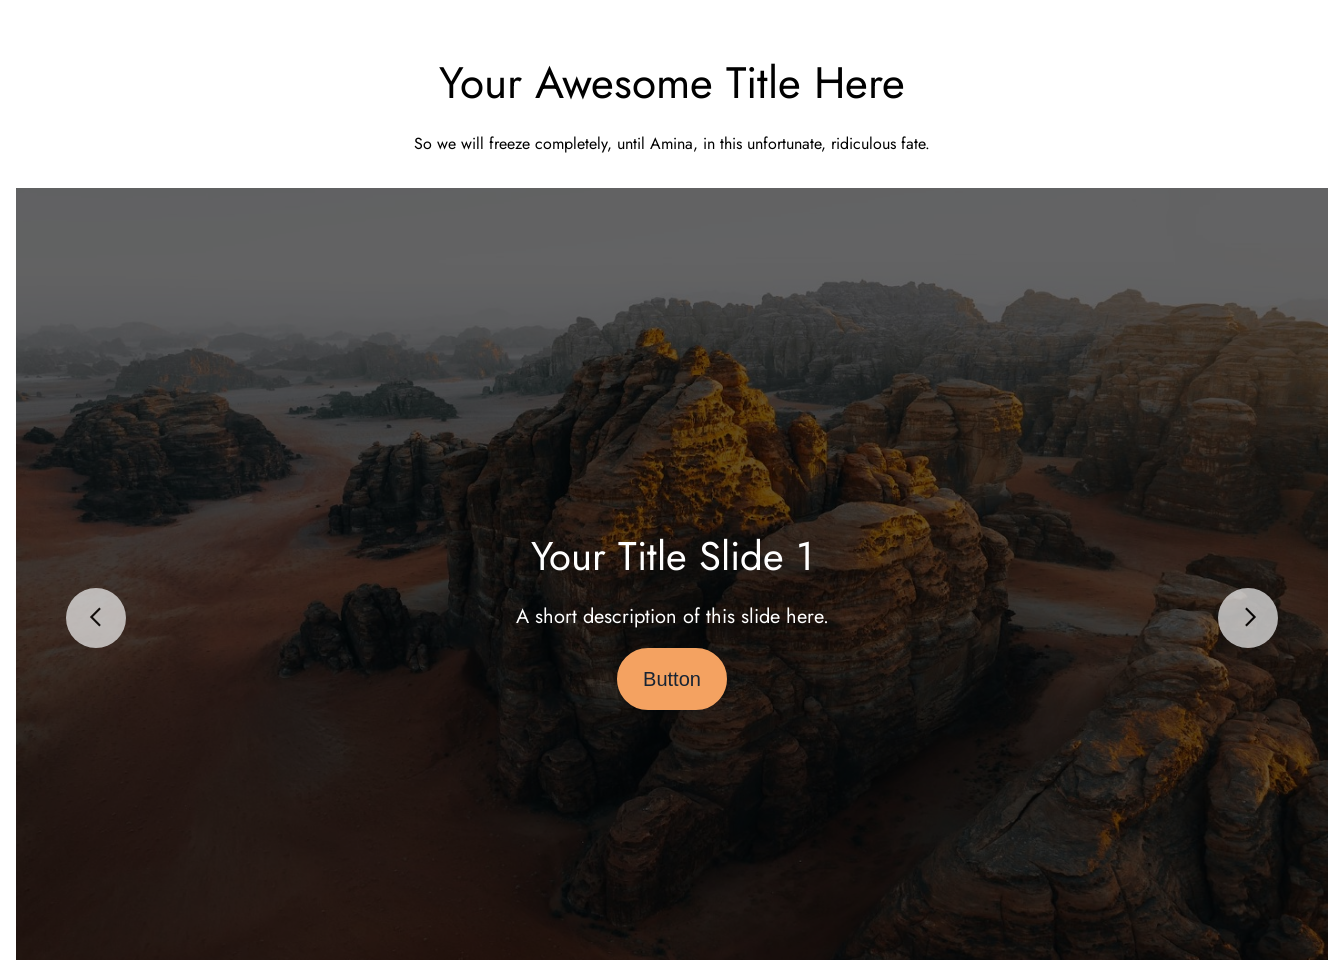 Your Awesome Title Here
So we will freeze completely, until Amina, in this unfortunate, ridiculous fate.
Your Title Slide 1
A short description of this slide here.
Button